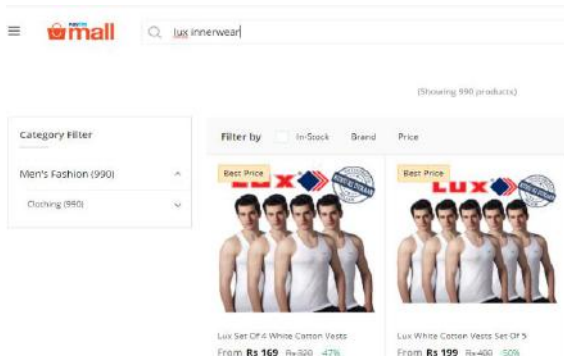 mall
lux innerwear
(Showing 990 products)
Category Filter
Men's Fashion (990)
Clothing (990)
Filter by In-Stock Brand Price
Best Price
LUX
Best Price
LUX
Lux Set Of 4 White Cotton Vests
From Rs 169 Rs 320 -47%
Lux White Cotton Vests Set Of 5
From Rs 199 Rs 400 -50%